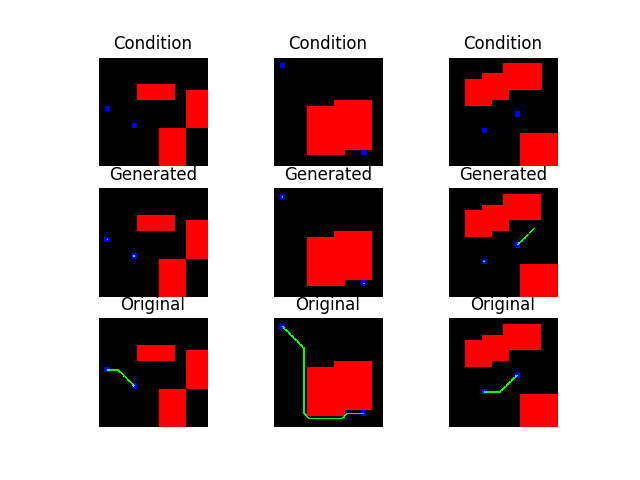 Condition
Condition
Condition
Generated
Generated
Generated
Original
Original
Original